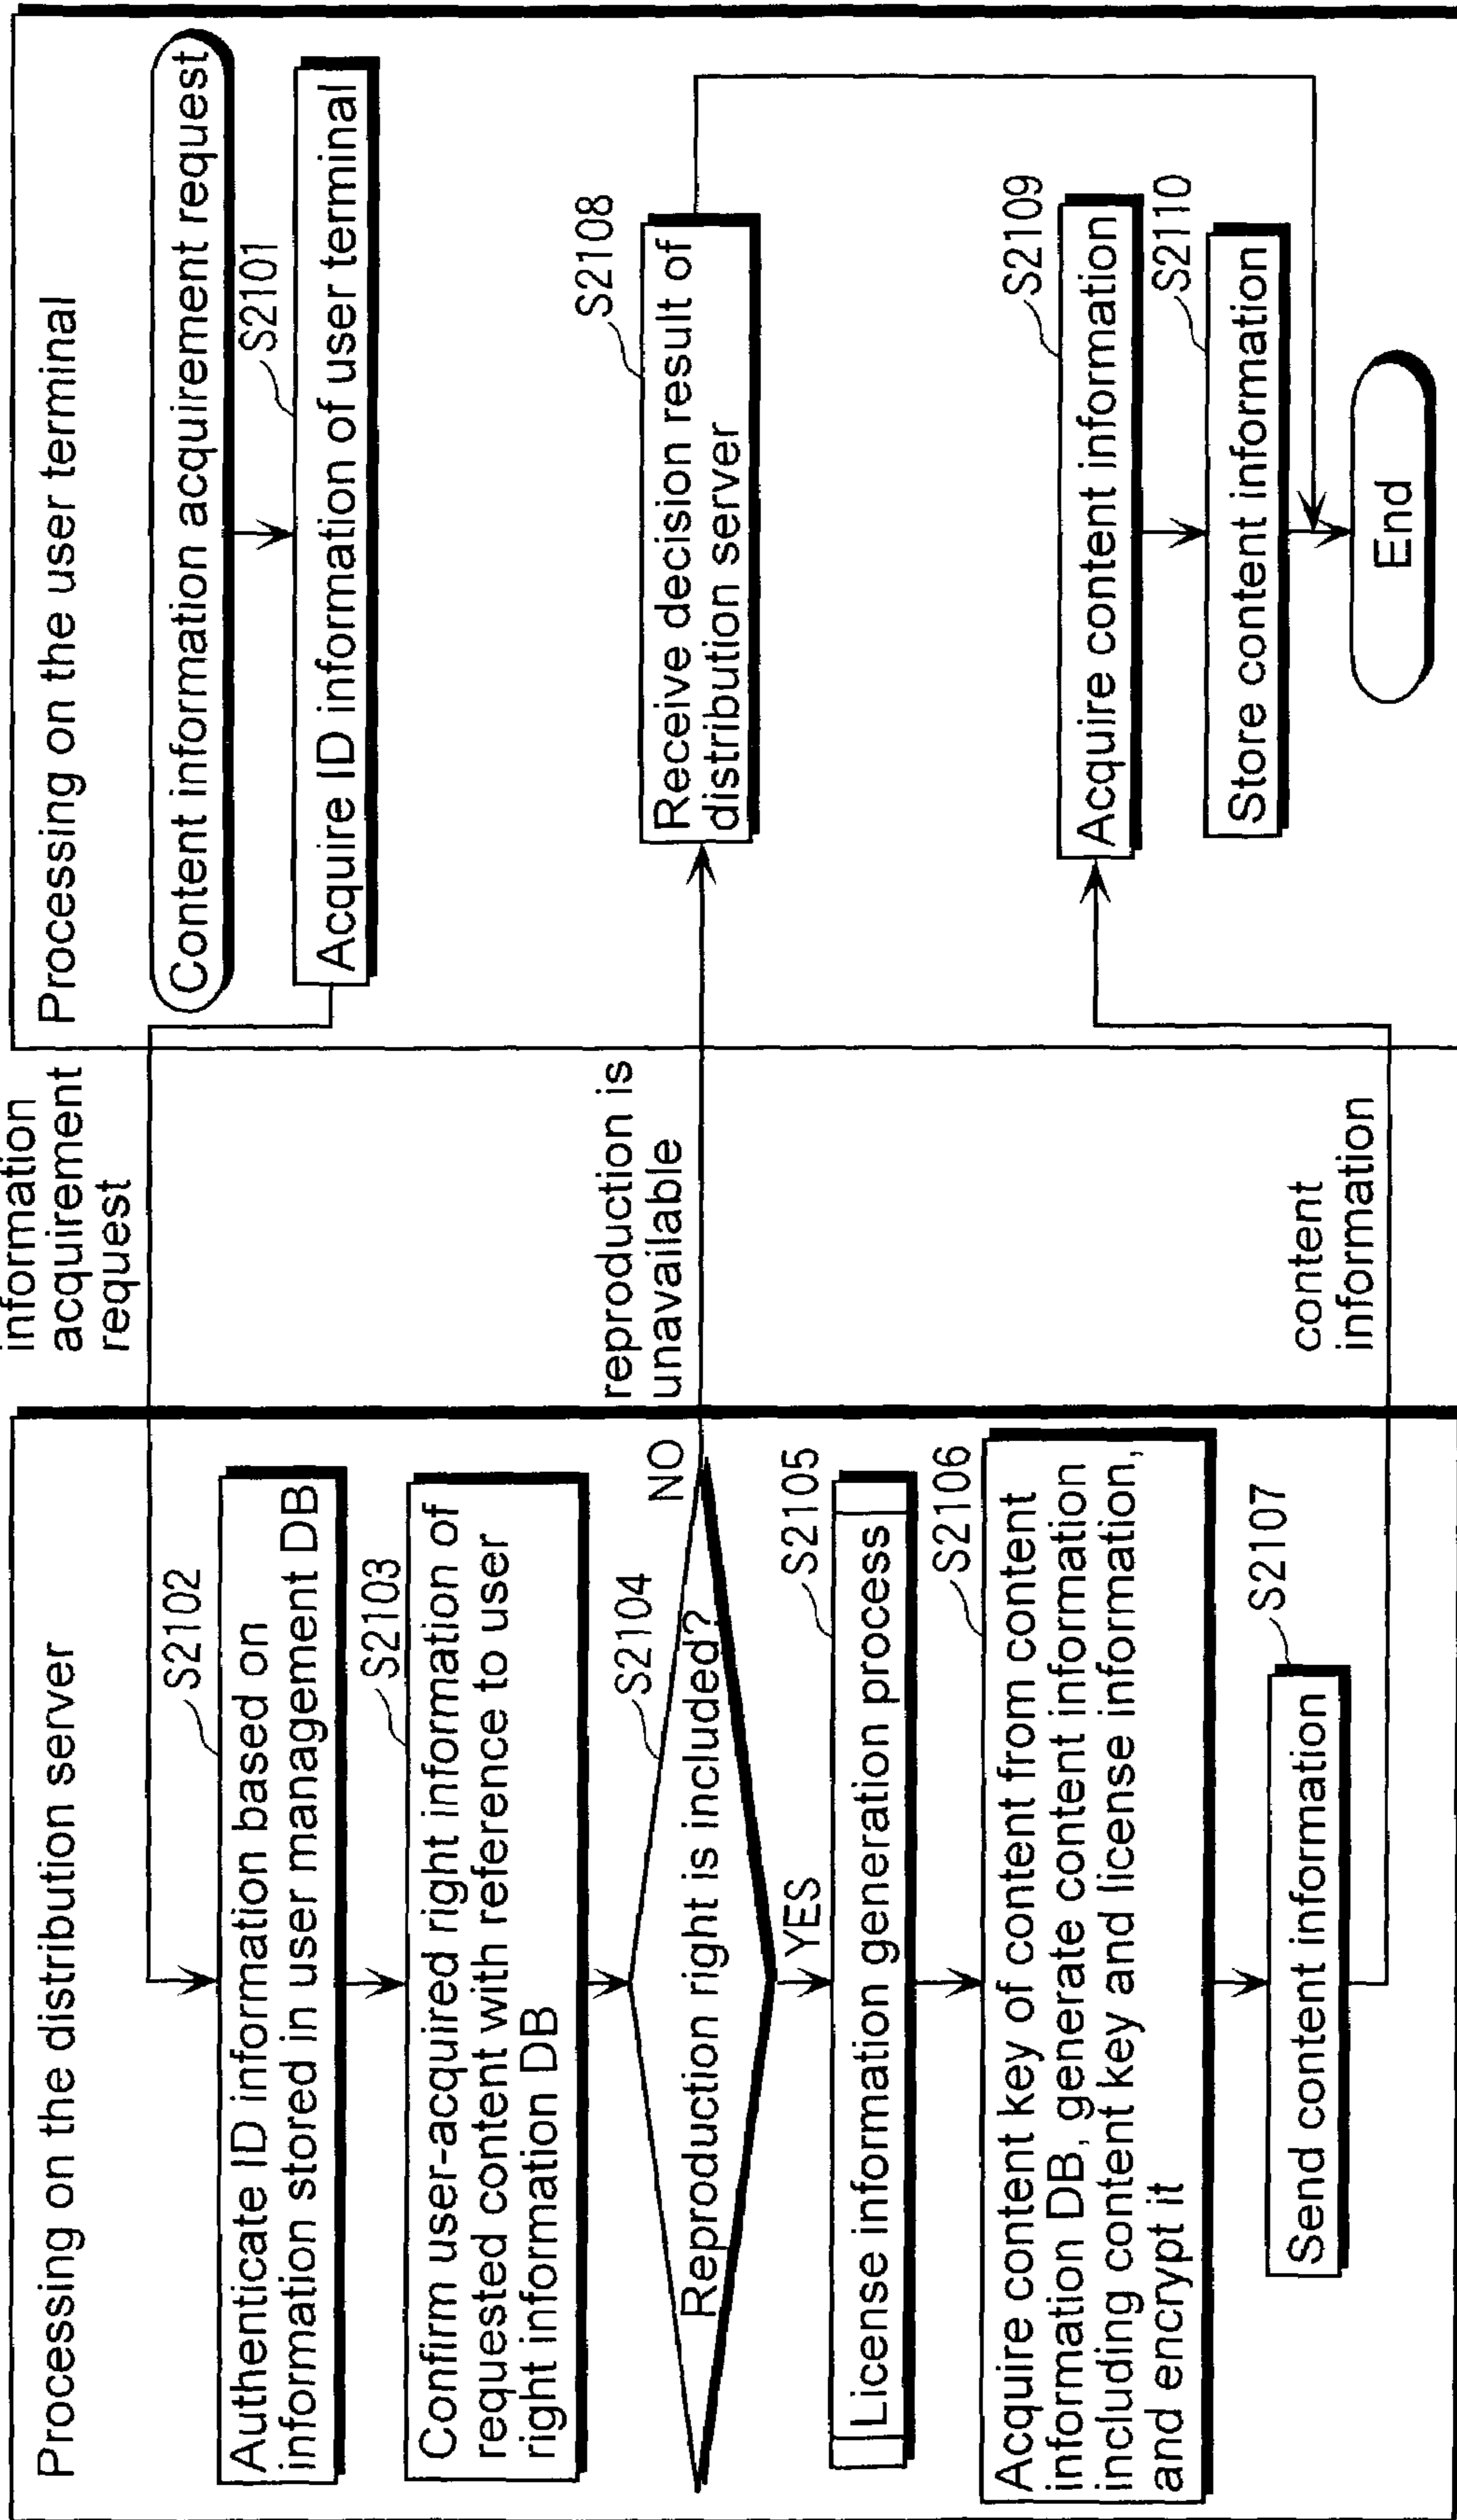 Processing on the distribution server
S2102
Authenticate ID information based on
information stored in user management DB
S2103
Confirm user-acquired right information of
requested content with reference to user
right information DB
S2104
Reproduction right is included?
NO
YES
S2105
License information generation process
S2106
Acquire content key of content from content
information DB, generate content information
including content key and license information,
and encrypt it
S2107
Send content information
information
acquirement
request
reproduction is
unavailable
content
information
Processing on the user terminal
Content information acquirement request
S2101
Acquire ID information of user terminal
S2108
Receive decision result of
distribution server
S2109
Acquire content information
S2110
Store content information
End